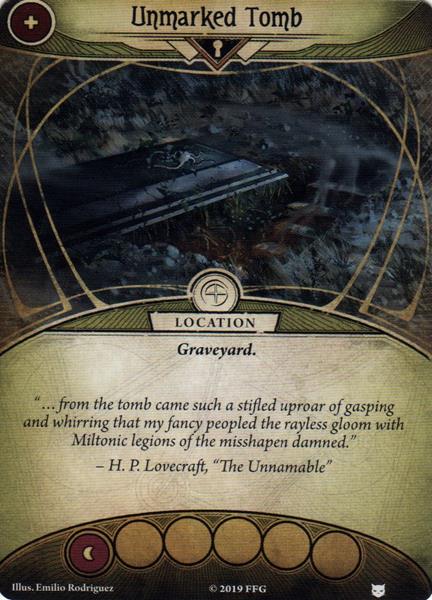 Unmarked Tomb
LOCATION
Graveyard.
“… from the tomb came such a stifled uproar of gasping
and whirring that my fancy peopled the rayless gloom with
Miltonic legions of the misshapen damned.”
– H. P. Lovecraft, “The Unnamable”
Illus. Emilio Rodriguez
© 2019 FFG